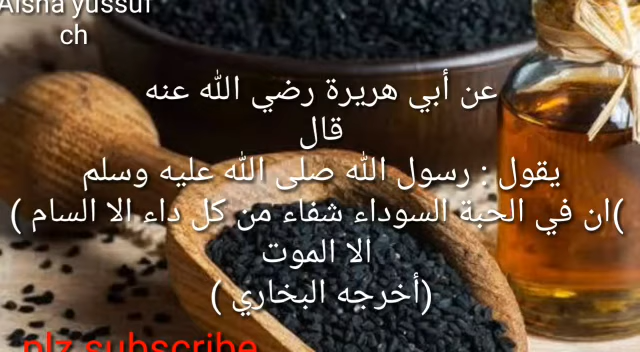 Aisha yussuf
ch
عن أبي هريرة رضي الله عنه
قال
يقول : رسول الله صلى الله عليه وسلم
)ان في الحبة السوداء شفاء من كل داء الا السام )
الا الموت
(أخرجه البخاري )
plz subscribe